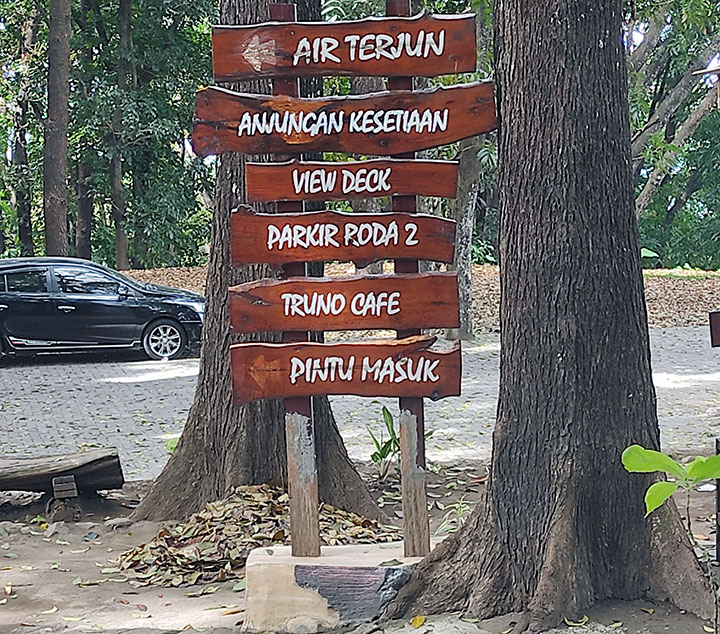 AIR TERJUN
ANJUNGAN KESETIAAN
VIEW DECK
PARKIR RODA 2
TRUNO CAFE
PINTU MASUK